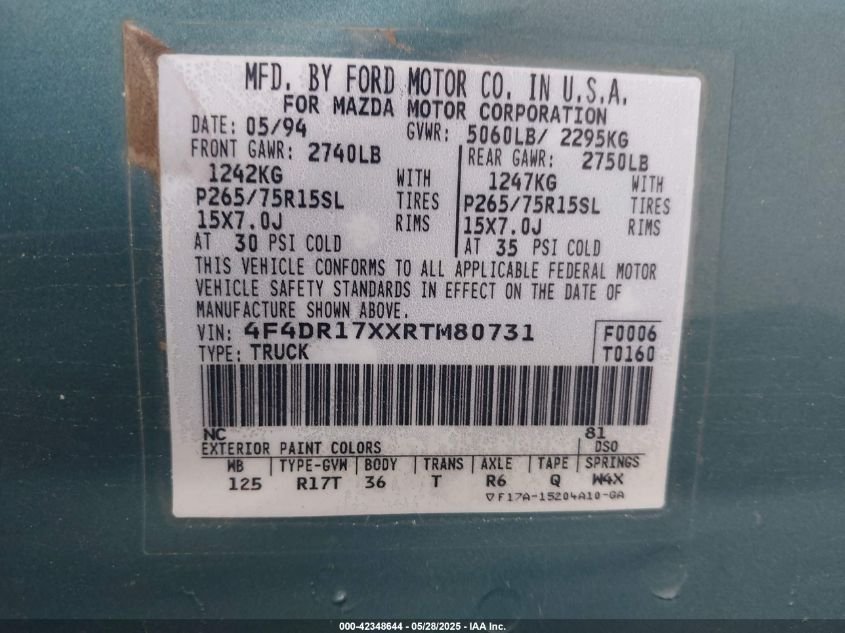 MFD. BY FORD MOTOR CO. IN U.S.A.
FOR MAZDA MOTOR CORPORATION
DATE: 05/94 GVWR: 5060LB/ 2295KG
FRONT GAWR: 2740LB REAR GAWR: 2750LB
1242KG WITH 1247KG WITH
P265/75R15SL TIRES P265/75R15SL TIRES
15X7.0J RIMS 15X7.0J RIMS
AT 30 PSI COLD AT 35 PSI COLD
THIS VEHICLE CONFORMS TO ALL APPLICABLE FEDERAL MOTOR
VEHICLE SAFETY STANDARDS IN EFFECT ON THE DATE OF
MANUFACTURE SHOWN ABOVE.
VIN: 4F4DR17XXRTM80731 F0006
TYPE: TRUCK T0160
NC 81
EXTERIOR PAINT COLORS DSO
WB TYPE-GVW BODY TRANS AXLE TAPE SPRINGS
125 R17T 36 T R6 Q W4X
▽F17A-15204A10-GA
000-42348644 - 05/28/2025 - IAA Inc.